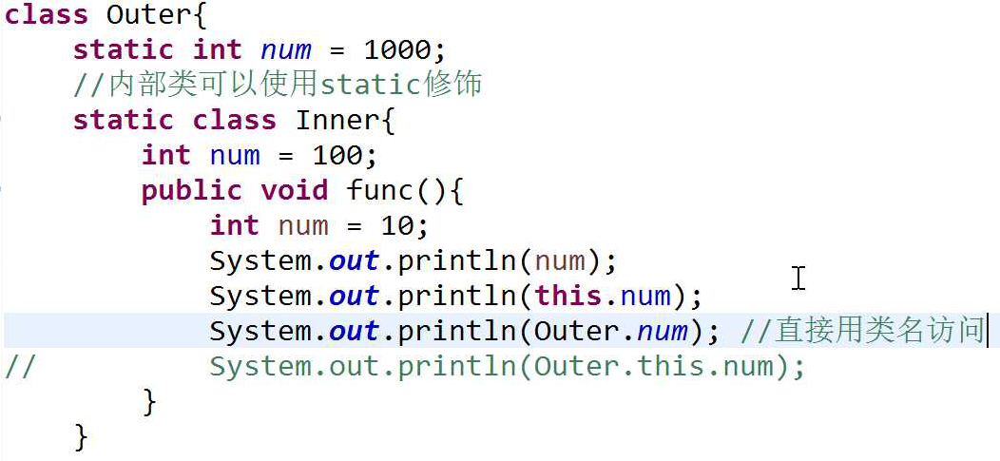 class Outer{
    static int num = 1000;
    //内部类可以使用static修饰
    static class Inner{
        int num = 100;
        public void func(){
            int num = 10;
            System.out.println(num);
            System.out.println(this.num);
            System.out.println(Outer.num); //直接用类名访问
//          System.out.println(Outer.this.num);
        }
    }